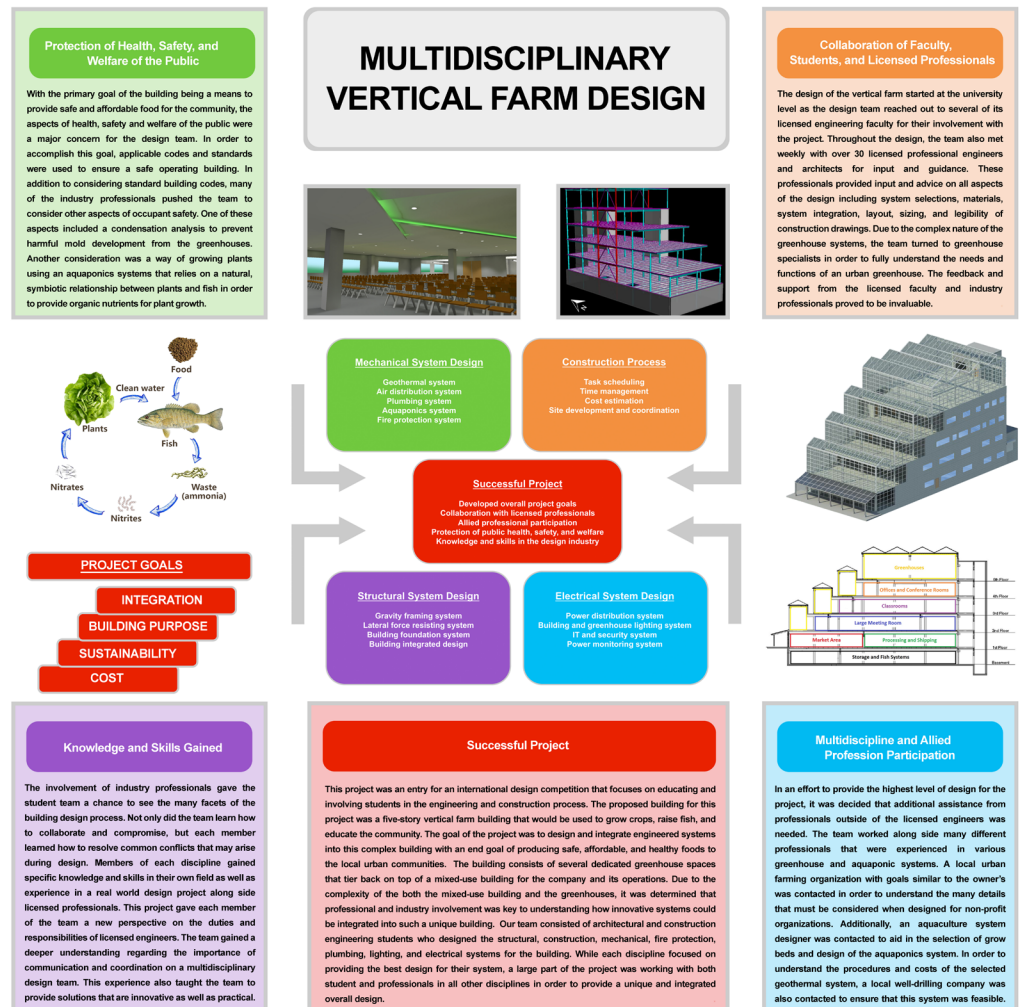 MULTIDISCIPLINARY
VERTICAL FARM DESIGN
Protection of Health, Safety, and
Welfare of the Public
With the primary goal of the building being a means to
provide safe and affordable food for the community, the
aspects of health, safety and welfare of the public were
a major concern for the design team. In order to
accomplish this goal, applicable codes and standards
were used to ensure a safe operating building. In
addition to considering standard building codes, many
of the industry professionals pushed the team to
consider other aspects of occupant safety. One of these
aspects included a condensation analysis to prevent
harmful mold development from the greenhouses.
Another consideration was a way of growing plants
using an aquaponics systems that relies on a natural,
symbiotic relationship between plants and fish in order
to provide organic nutrients for plant growth.
Collaboration of Faculty,
Students, and Licensed Professionals
The design of the vertical farm started at the university
level as the design team reached out to several of its
licensed engineering faculty for their involvement with
the project. Throughout the design, the team also met
weekly with over 30 licensed professional engineers
and architects for input and guidance. These
professionals provided input and advice on all aspects
of the design including system selections, materials,
system integration, layout, sizing, and legibility of
construction drawings. Due to the complex nature of the
greenhouse systems, the team turned to greenhouse
specialists in order to fully understand the needs and
functions of an urban greenhouse. The feedback and
support from the licensed faculty and industry
professionals proved to be invaluable.
N
Food
Clean water
Plants
Fish
Nitrates
Waste
(ammonia)
Nitrites
Mechanical System Design
Geothermal system
Air distribution system
Plumbing system
Aquaponics system
Fire protection system
Construction Process
Task scheduling
Time management
Cost estimation
Site development and coordination
Successful Project
Developed overall project goals
Collaboration with licensed professionals
Allied professional participation
Protection of public health, safety, and welfare
Knowledge and skills in the design industry
Structural System Design
Gravity framing system
Lateral force resisting system
Building foundation system
Building integrated design
Electrical System Design
Power distribution system
Building and greenhouse lighting system
IT and security system
Power monitoring system
PROJECT GOALS
INTEGRATION
BUILDING PURPOSE
SUSTAINABILITY
COST
Greenhouses
5th Floor
Offices and Conference Rooms
4th Floor
Classrooms
3rd Floor
Large Meeting Room
2nd Floor
Market Area
Processing and Shipping
1st Floor
Storage and Fish Systems
Basement
Knowledge and Skills Gained
The involvement of industry professionals gave the
student team a chance to see the many facets of the
building design process. Not only did the team learn how
to collaborate and compromise, but each member
learned how to resolve common conflicts that may arise
during design. Members of each discipline gained
specific knowledge and skills in their own field as well as
experience in a real world design project along side
licensed professionals. This project gave each member
of the team a new perspective on the duties and
responsibilities of licensed engineers. The team gained a
deeper understanding regarding the importance of
communication and coordination on a multidisciplinary
design team. This experience also taught the team to
provide solutions that are innovative as well as practical.
Successful Project
This project was an entry for an international design competition that focuses on educating and
involving students in the engineering and construction process. The proposed building for this
project was a five-story vertical farm building that would be used to grow crops, raise fish, and
educate the community. The goal of the project was to design and integrate engineered systems
into this complex building with an end goal of producing safe, affordable, and healthy foods to
the local urban communities. The building consists of several dedicated greenhouse spaces
that tier back on top of a mixed-use building for the company and its operations. Due to the
complexity of the both the mixed-use building and the greenhouses, it was determined that
professional and industry involvement was key to understanding how innovative systems could
be integrated into such a unique building. Our team consisted of architectural and construction
engineering students who designed the structural, construction, mechanical, fire protection,
plumbing, lighting, and electrical systems for the building. While each discipline focused on
providing the best design for their system, a large part of the project was working with both
student and professionals in all other disciplines in order to provide a unique and integrated
overall design.
Multidiscipline and Allied
Profession Participation
In an effort to provide the highest level of design for the
project, it was decided that additional assistance from
professionals outside of the licensed engineers was
needed. The team worked along side many different
professionals that were experienced in various
greenhouse and aquaponic systems. A local urban
farming organization with goals similar to the owner's
was contacted in order to understand the many details
that must be considered when designed for non-profit
organizations. Additionally, an aquaculture system
designer was contacted to aid in the selection of grow
beds and design of the aquaponics system. In order to
understand the procedures and costs of the selected
geothermal system, a local well-drilling company was
also contacted to ensure that this system was feasible.